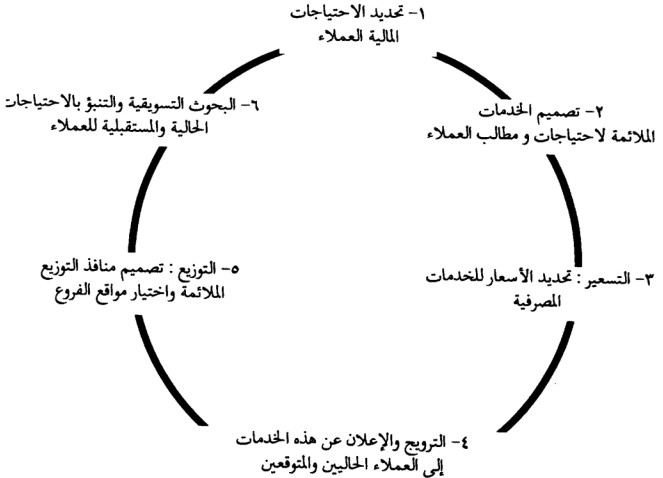 ١- تحديد الاحتياجات
المالية العملاء
٢- تصميم الخدمات
الملائمة لاحتياجات و مطالب العملاء
٣- التسعير : تحديد الأسعار للخدمات
المصرفية
٤- الترويج والإعلان عن هذه الخدمات
إلى العملاء الحاليين والمتوقعين
٥- التوزيع : تصميم منافذ التوزيع
الملائمة واختيار مواقع الفروع
٦- البحوث التسويقية والتنبؤ بالاحتياجات
الحالية والمستقبلية للعملاء